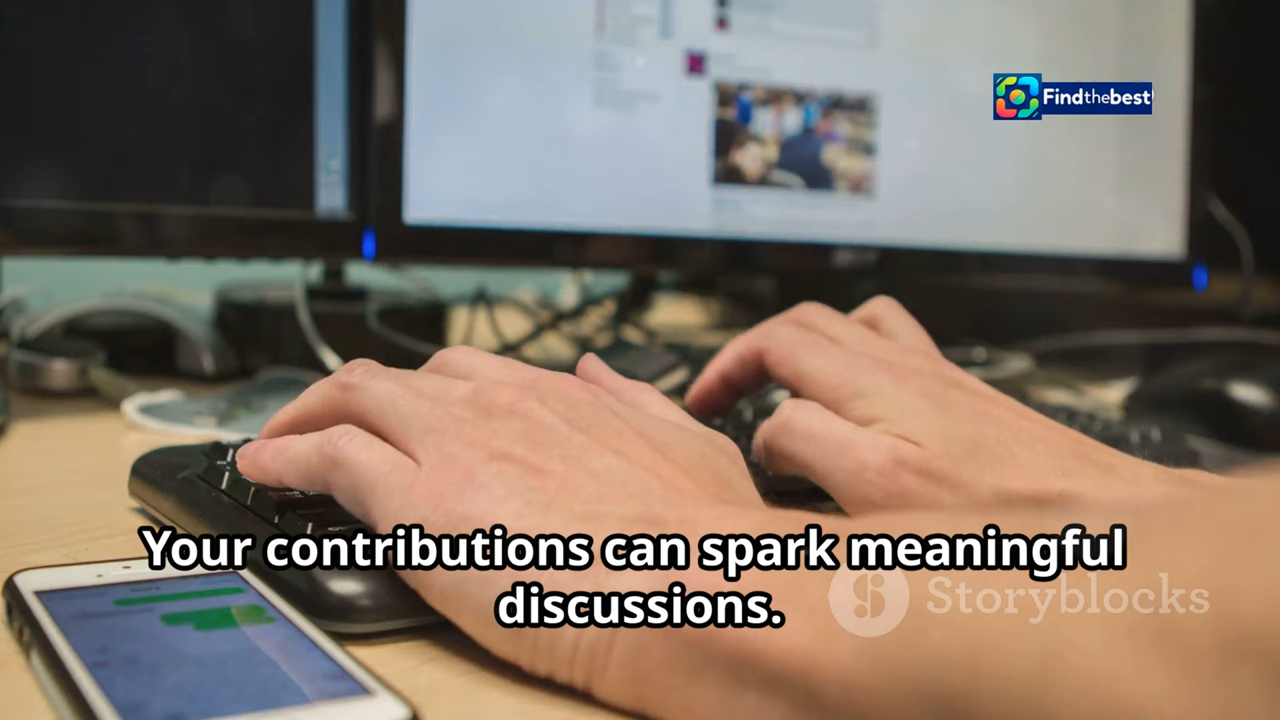 Findthebest!
Your contributions can spark meaningful
discussions.
Storyblocks